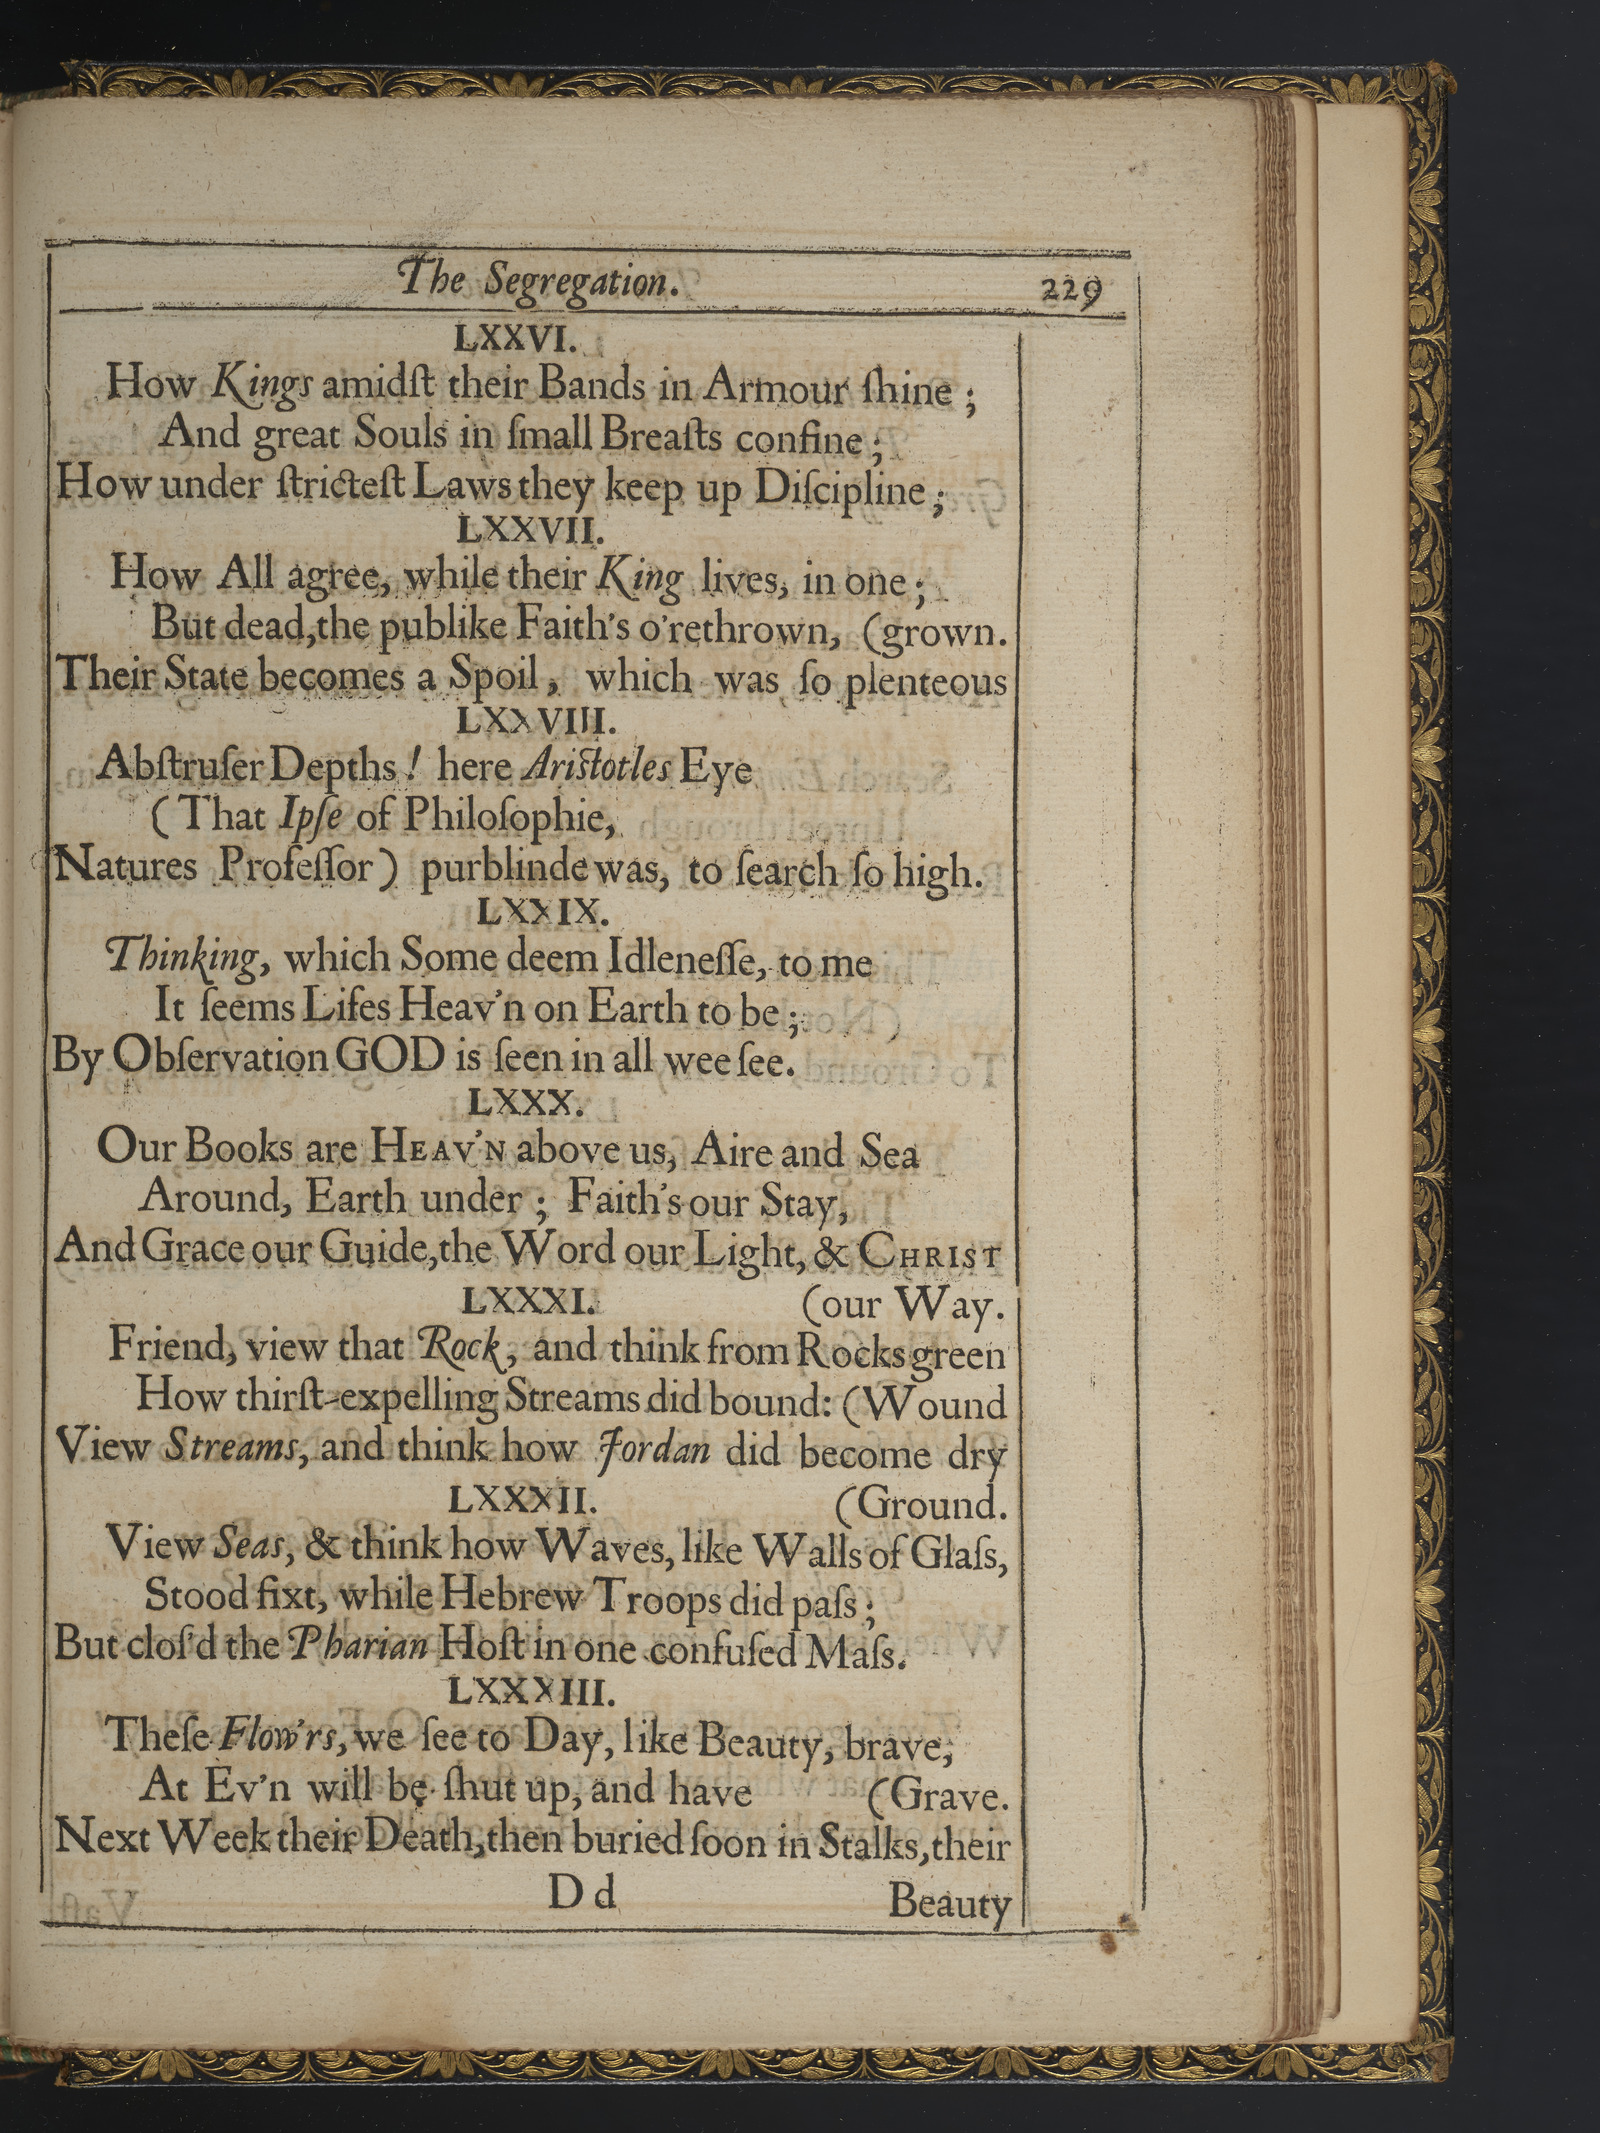 The Segregation. 229
LXXVI.
How Kings amidſt their Bands in Armour ſhine ;
And great Souls in ſmall Breaſts confine ;
How under ſtricteſt Laws they keep up Diſcipline ;
LXXVII.
How All agree, while their King lives, in one ;
But dead,the publike Faith's o'rethrown, (grown.
Their State becomes a Spoil, which was ſo plenteous
LXXVIII.
Abſtruſer Depths ! here Ariſtotles Eye
( That Ipſe of Philoſophie,
Natures Profeſſor ) purblinde was, to ſearch ſo high.
LXXIX.
Thinking, which Some deem Idleneſſe, to me
It ſeems Lifes Heav'n on Earth to be ;
By Obſervation GOD is ſeen in all wee ſee.
LXXX.
Our Books are HEAV'N above us, Aire and Sea
Around, Earth under ; Faith's our Stay,
And Grace our Guide,the Word our Light, & CHRIST
LXXXI. (our Way.
Friend, view that Rock, and think from Rocks green
How thirſt-expelling Streams did bound: (Wound
View Streams, and think how Jordan did become dry
LXXXII. (Ground.
View Seas, & think how Waves, like Walls of Glaſs,
Stood fixt, while Hebrew Troops did paſs ;
But cloſ'd the Pharian Hoſt in one confuſed Maſs.
LXXXIII.
Theſe Flow'rs, we ſee to Day, like Beauty, brave,
At Ev'n will be ſhut up, and have (Grave.
Next Week their Death,then buried ſoon in Stalks,their
D d Beauty